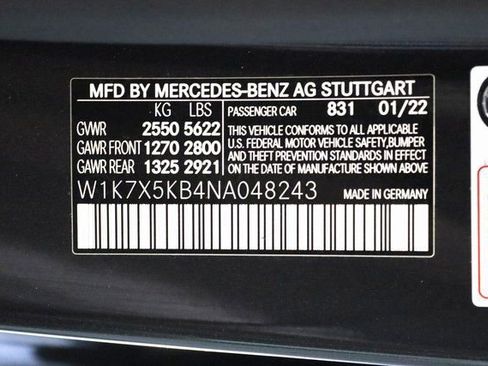 MFD BY MERCEDES-BENZ AG STUTTGART
KG LBS PASSENGER CAR 831 01/22
GVWR 2550 5622 THIS VEHICLE CONFORMS TO ALL APPLICABLE
GAWR FRONT 1270 2800 U.S. FEDERAL MOTOR VEHICLE SAFETY,BUMPER
GAWR REAR 1325 2921 AND THEFT PREVENTION STANDARDS IN EFFECT
ON THE DATE OF MANUFACTURE SHOWN ABOVE
W1K7X5KB4NA048243 MADE IN GERMANY